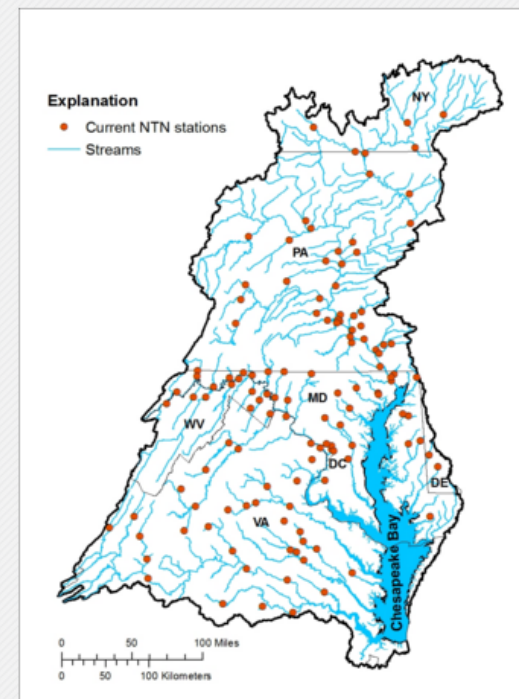 Explanation
Current NTN stations
Streams
NY
PA
MD
WV
DC
DE
VA
Chesapeake Bay
0 50 100 Miles
0 50 100 Kilometers